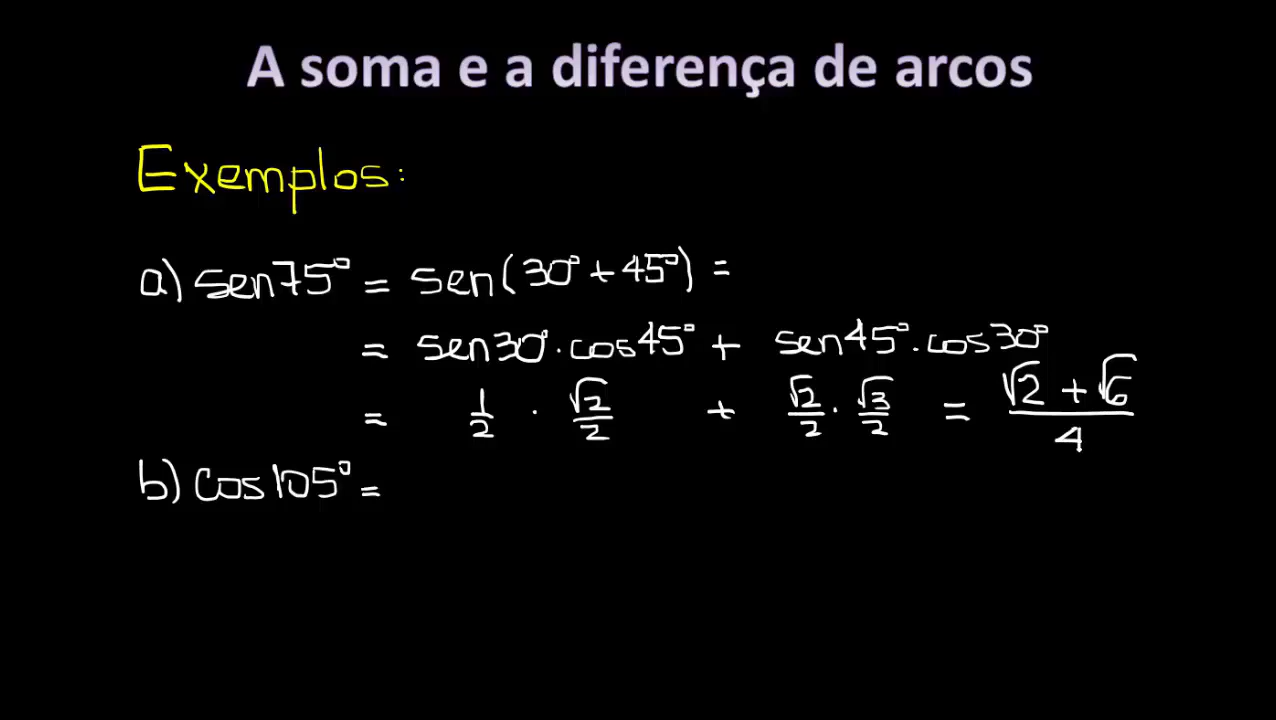 A soma e a diferença de arcos
Exemplos:
a) sen75° = sen(30° + 45°) =
= sen30° . cos45° + sen45° . cos30°
= 1/2 . √2/2 + √2/2 . √3/2 = (√2 + √6)/4
b) cos105° =